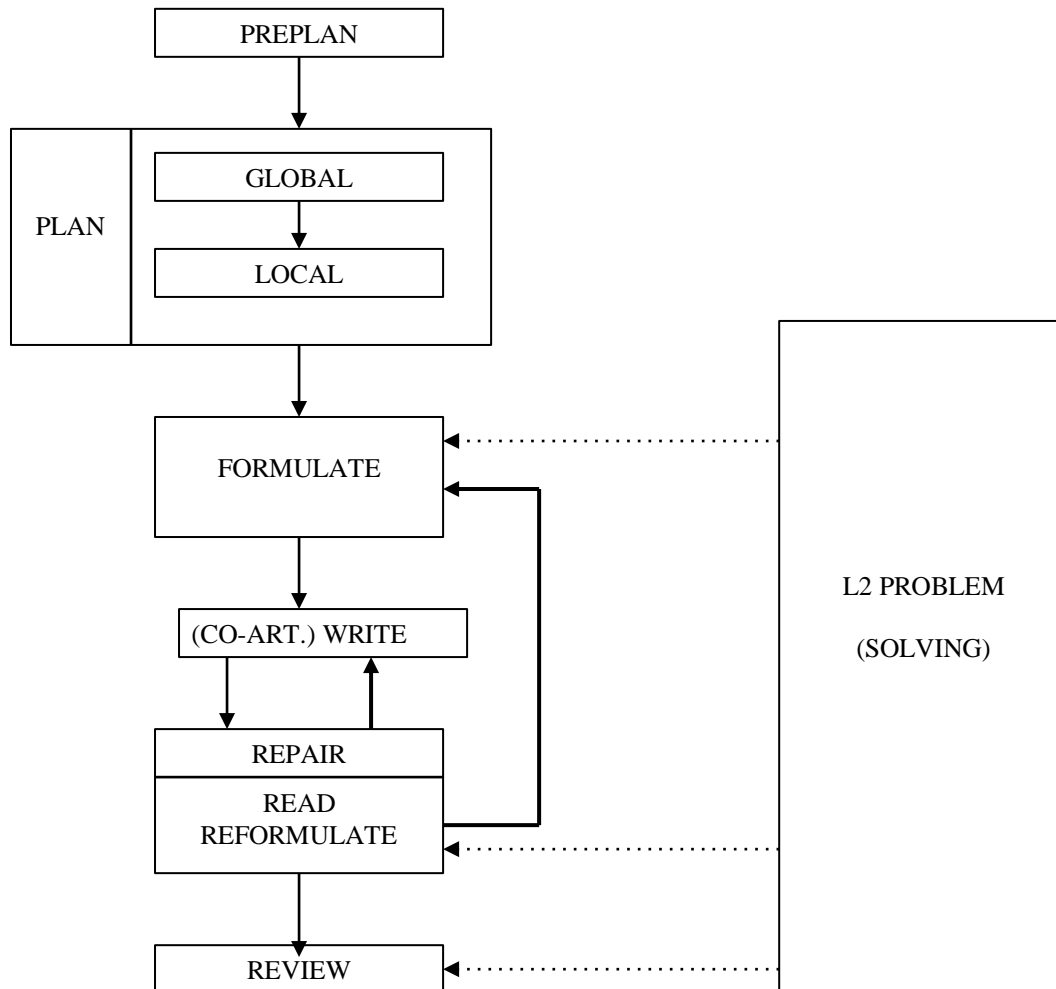 PREPLAN
GLOBAL
PLAN
LOCAL
FORMULATE
L2 PROBLEM
(SOLVING)
(CO-ART.) WRITE
REPAIR
READ
REFORMULATE
REVIEW